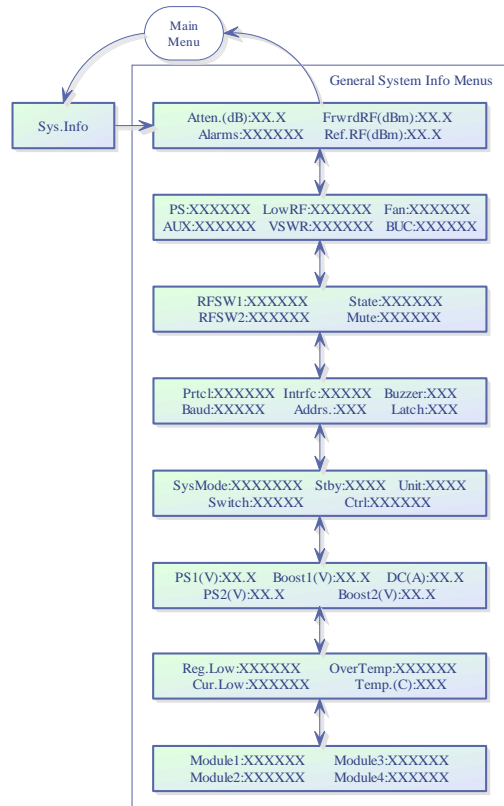 Main
Menu
General System Info Menus
Sys.Info
Atten.(dB):XX.X FrwrdRF(dBm):XX.X
Alarms:XXXXXX Ref.RF(dBm):XX.X
PS:XXXXXX LowRF:XXXXXX Fan:XXXXXX
AUX:XXXXXX VSWR:XXXXXX BUC:XXXXXX
RFSW1:XXXXXX State:XXXXXX
RFSW2:XXXXXX Mute:XXXXXX
Prtcl:XXXXXX Intrfc:XXXXX Buzzer:XXX
Baud:XXXXX Addrs.:XXX Latch:XXX
SysMode:XXXXXXX Stby:XXXX Unit:XXXX
Switch:XXXXX Ctrl:XXXXXX
PS1(V):XX.X Boost1(V):XX.X DC(A):XX.X
PS2(V):XX.X Boost2(V):XX.X
Reg.Low:XXXXXX OverTemp:XXXXXX
Cur.Low:XXXXXX Temp.(C):XXX
Module1:XXXXXX Module3:XXXXXX
Module2:XXXXXX Module4:XXXXXX